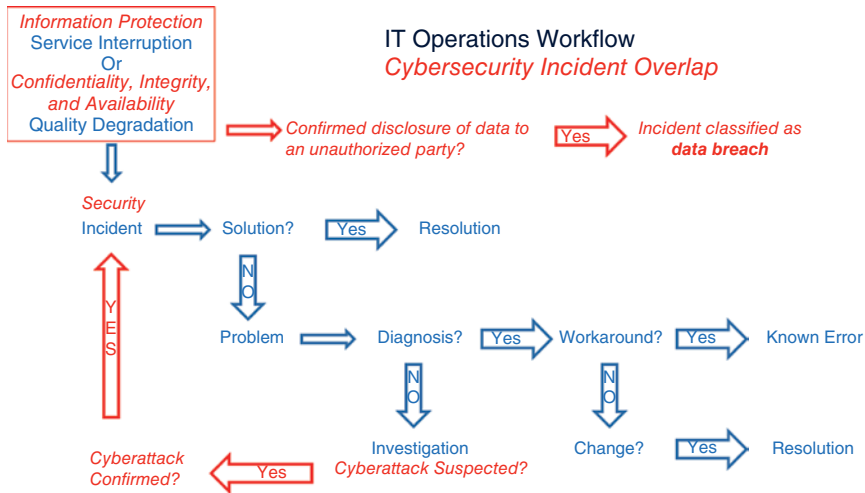 Information Protection
Service Interruption
Or
Confidentiality, Integrity,
and Availability
Quality Degradation
IT Operations Workflow
Cybersecurity Incident Overlap
Confirmed disclosure of data to
an unauthorized party?
Yes
Incident classified as
data breach
Security
Incident
Solution?
Yes
Resolution
NO
YES
Problem
Diagnosis?
Yes
Workaround?
Yes
Known Error
NO
NO
Investigation
Cyberattack Suspected?
Change?
Yes
Resolution
Yes
Cyberattack
Confirmed?